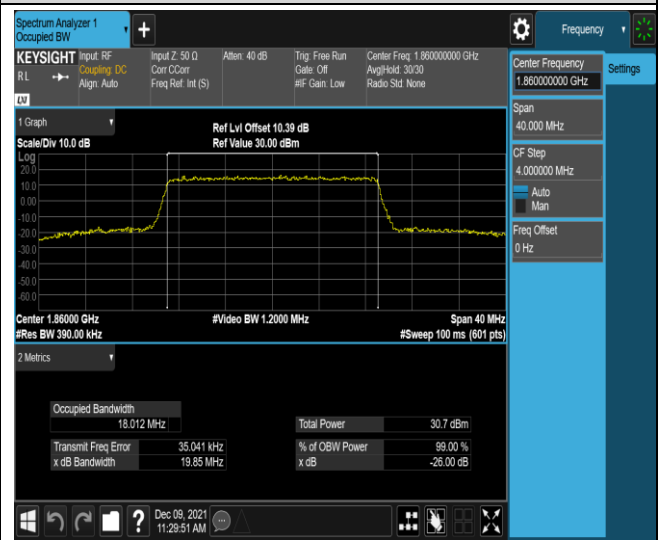 Spectrum Analyzer 1
Occupied BW
+
Frequency
KEYSIGHT
Input: RF
Input Z: 50 Ω
Atten: 40 dB
Trig: Free Run
Center Freq: 1.860000000 GHz
RL
Coupling: DC
Corr CCorr
Gate: Off
Avg|Hold: 30/30
Align: Auto
Freq Ref: Int (S)
#IF Gain: Low
Radio Std: None
LXI
Center Frequency
1.860000000 GHz
Settings
Span
40.000 MHz
CF Step
4.000000 MHz
Auto
Man
Freq Offset
0 Hz
1 Graph
Ref Lvl Offset 10.39 dB
Scale/Div 10.0 dB
Ref Value 30.00 dBm
Log
20.0
10.0
0.00
-10.0
-20.0
-30.0
-40.0
-50.0
-60.0
Center 1.86000 GHz
#Video BW 1.2000 MHz
Span 40 MHz
#Res BW 390.00 kHz
#Sweep 100 ms (601 pts)
2 Metrics
Occupied Bandwidth
18.012 MHz
Total Power
30.7 dBm
Transmit Freq Error
35.041 kHz
% of OBW Power
99.00 %
x dB Bandwidth
19.85 MHz
x dB
-26.00 dB
?
Dec 09, 2021
11:29:51 AM